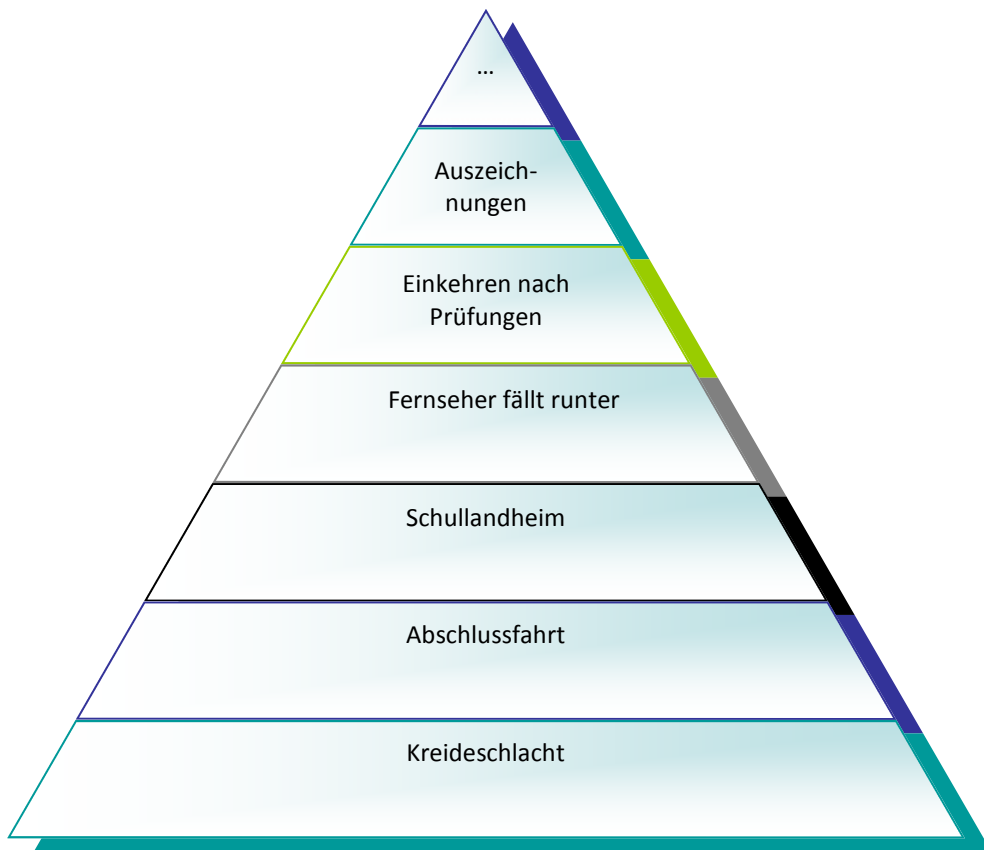 ...
Auszeich-
nungen
Einkehren nach
Prüfungen
Fernseher fällt runter
Schullandheim
Abschlussfahrt
Kreideschlacht